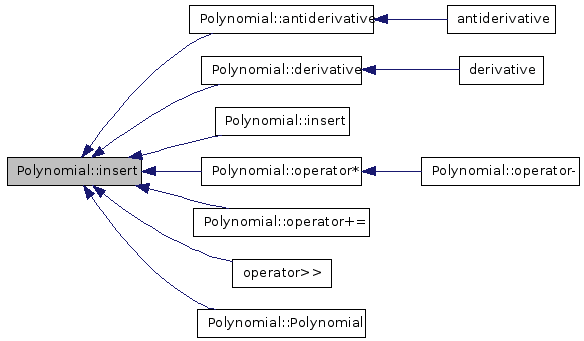 Polynomial::antiderivative antiderivative
Polynomial::derivative derivative
Polynomial::insert
Polynomial::insert Polynomial::operator* Polynomial::operator-
Polynomial::operator+=
operator>>
Polynomial::Polynomial